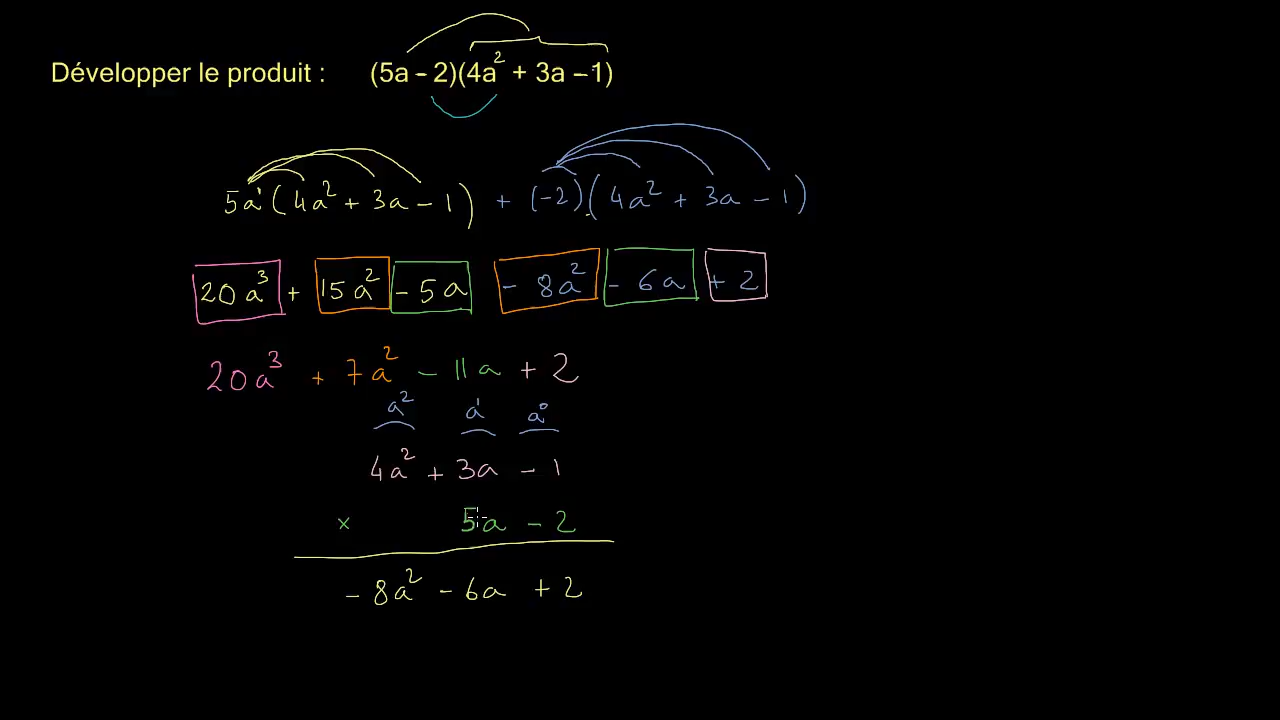 Développer le produit : (5a – 2)(4a² + 3a – 1)
5a¹(4a² + 3a - 1) + (-2)(4a² + 3a - 1)
20a³ + 15a² - 5a - 8a² - 6a + 2
20a³ + 7a² - 11a + 2
a² a¹ a⁰
4a² + 3a - 1
× 5a - 2
- 8a² - 6a + 2